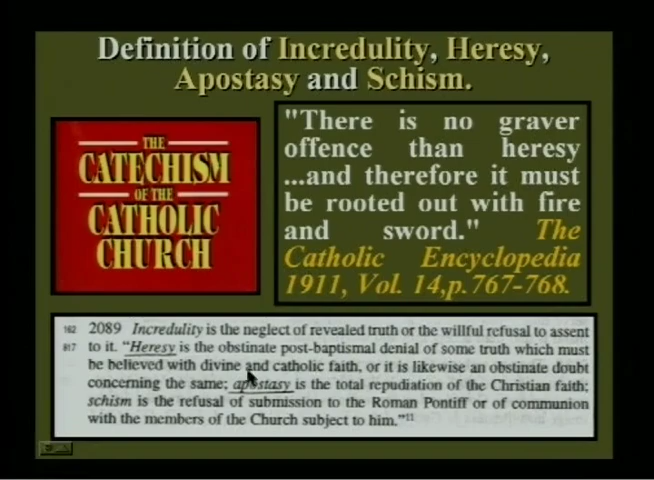 Definition of Incredulity, Heresy,
Apostasy and Schism.
THE
CATECHISM
OF THE
CATHOLIC
CHURCH
"There is no graver
offence than heresy
...and therefore it must
be rooted out with fire
and sword." The
Catholic Encyclopedia
1911, Vol. 14,p.767-768.
162 2089 Incredulity is the neglect of revealed truth or the willful refusal to assent
817 to it. “Heresy is the obstinate post-baptismal denial of some truth which must
be believed with divine and catholic faith, or it is likewise an obstinate doubt
concerning the same; apostasy is the total repudiation of the Christian faith;
schism is the refusal of submission to the Roman Pontiff or of communion
with the members of the Church subject to him.”11